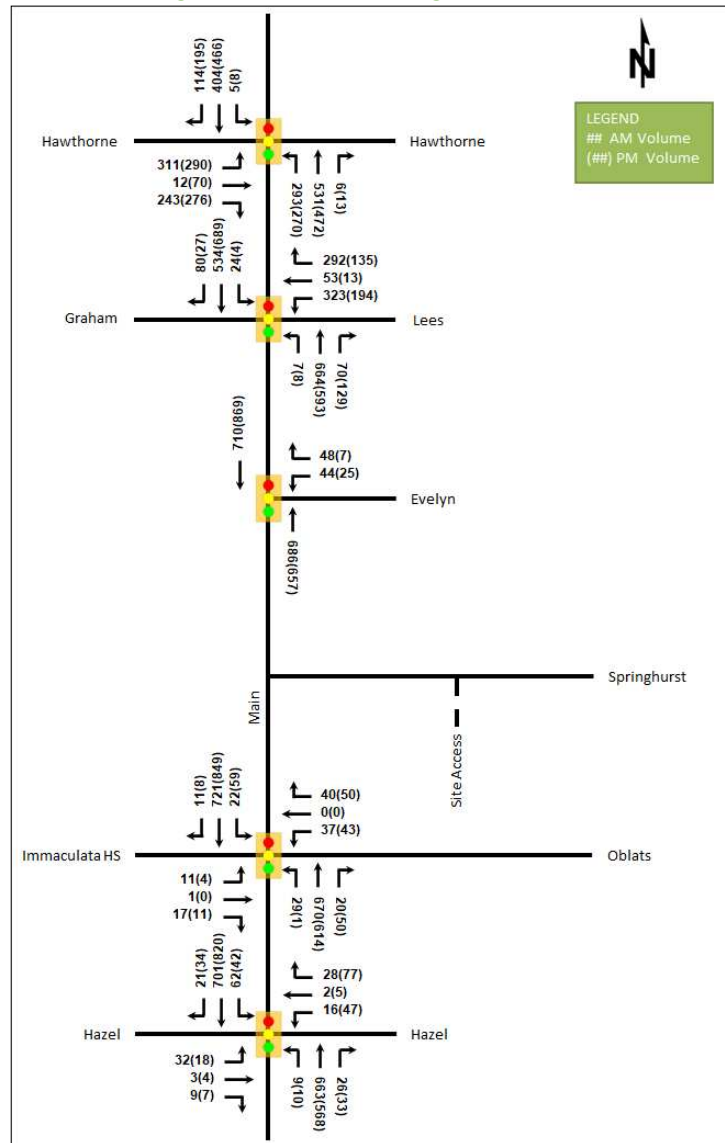 N
LEGEND
## AM Volume
(##) PM Volume
114(195)
404(466)
5(8)
Hawthorne
Hawthorne
311(290)
12(70)
243(276)
293(270)
531(472)
6(13)
80(27)
534(689)
24(4)
292(135)
53(13)
323(194)
Graham
Lees
7(8)
664(593)
70(129)
710(869)
48(7)
44(25)
Evelyn
686(657)
Springhurst
Main
Site Access
11(8)
721(849)
22(59)
40(50)
0(0)
37(43)
Immaculata HS
Oblats
11(4)
1(0)
17(11)
29(1)
670(614)
20(50)
21(34)
701(820)
62(42)
28(77)
2(5)
16(47)
Hazel
Hazel
32(18)
3(4)
9(7)
9(10)
663(568)
26(33)